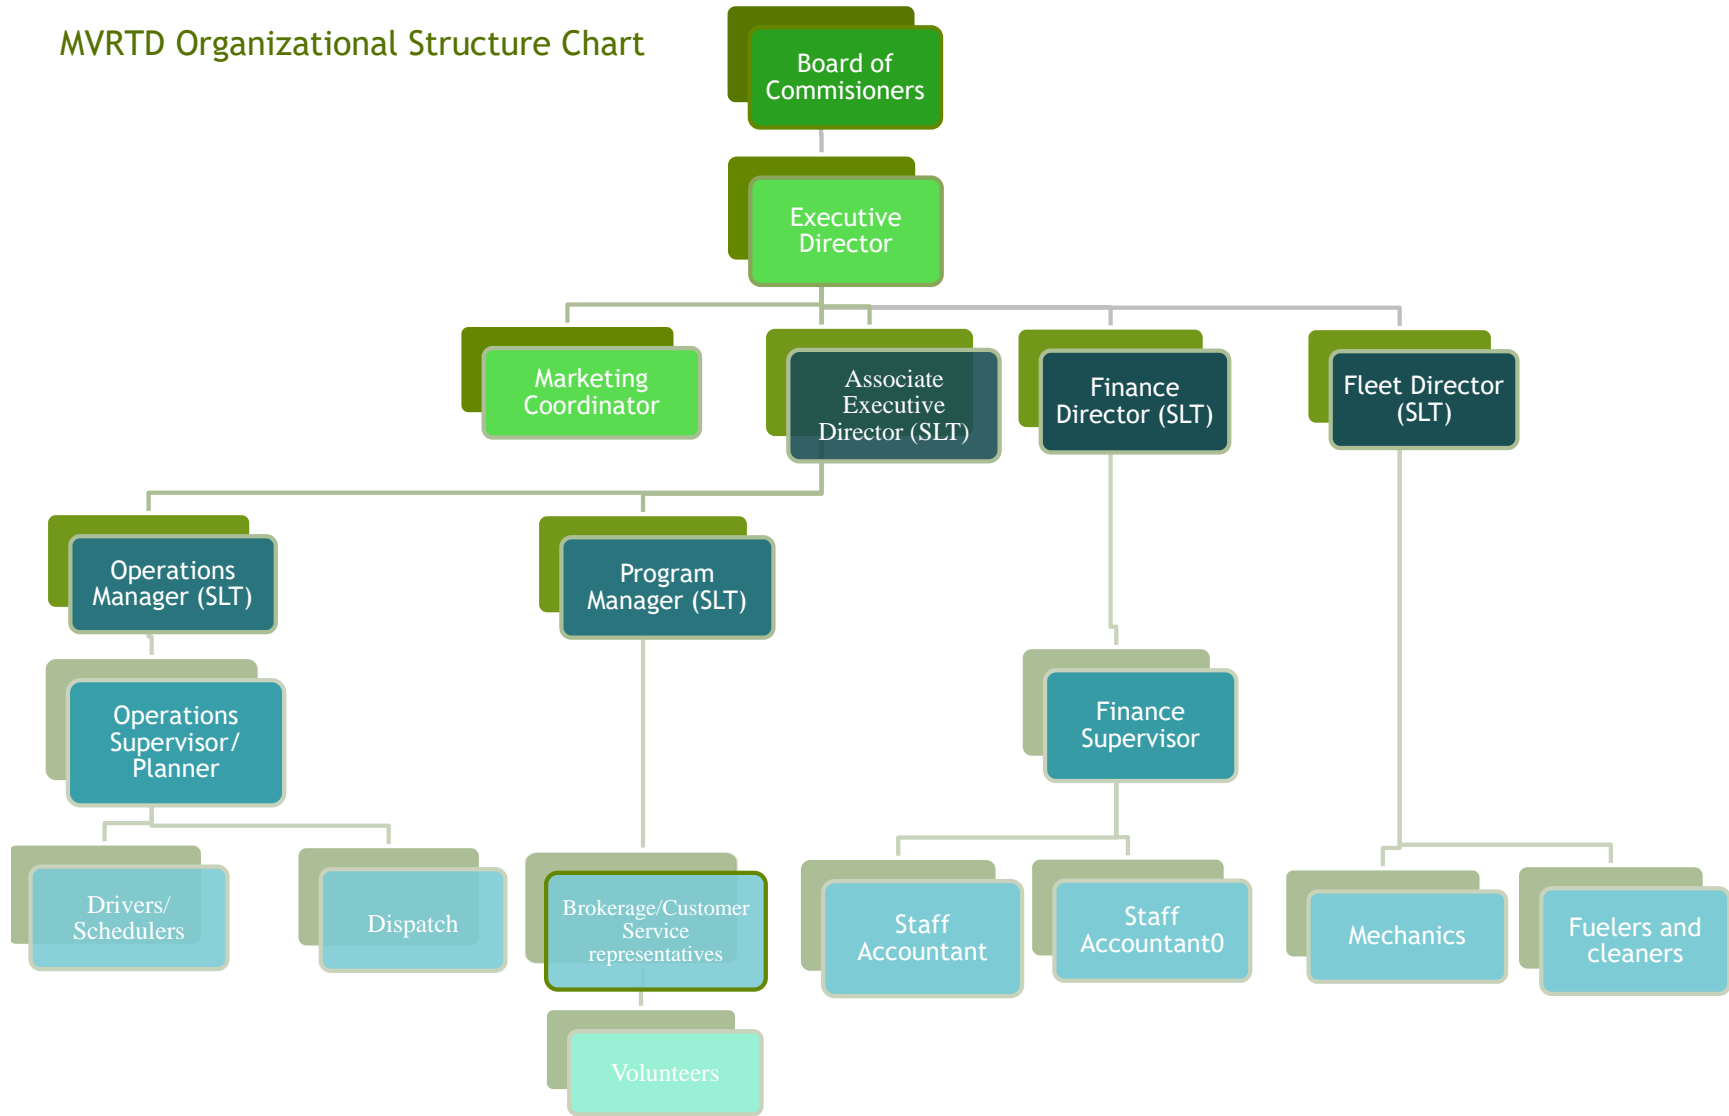 MVRTD Organizational Structure Chart
Board of
Commisioners
Executive
Director
Marketing
Coordinator
Associate
Executive
Director (SLT)
Finance
Director (SLT)
Fleet Director
(SLT)
Operations
Manager (SLT)
Program
Manager (SLT)
Operations
Supervisor/
Planner
Finance
Supervisor
Drivers/
Schedulers
Dispatch
Brokerage/Customer
Service
representatives
Staff
Accountant
Staff
Accountant0
Mechanics
Fuelers and
cleaners
Volunteers